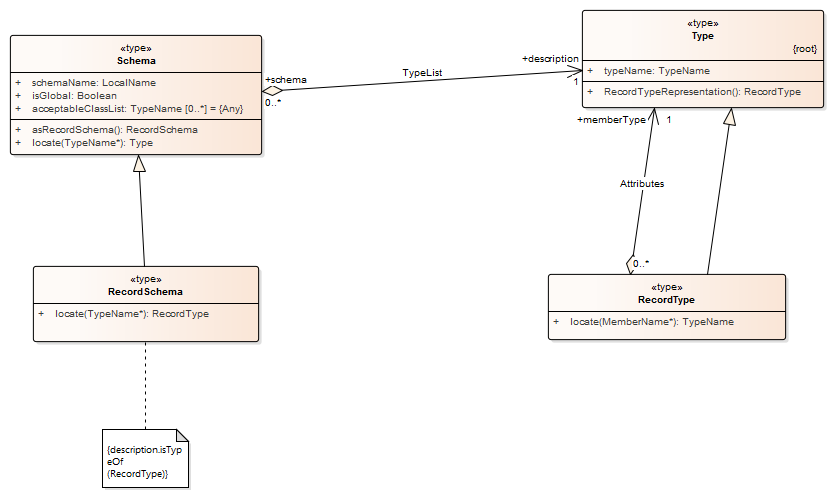 «type»
Schema
+ schemaName: LocalName
+ isGlobal: Boolean
+ acceptableClassList: TypeName [0..*] = {Any}
+ asRecordSchema(): RecordSchema
+ locate(TypeName*): Type
+schema
0..*
TypeList
+description
1
«type»
Type
{root}
+ typeName: TypeName
+ RecordTypeRepresentation(): RecordType
+memberType
1
Attributes
0..*
«type»
RecordSchema
+ locate(TypeName*): RecordType
«type»
RecordType
+ locate(MemberName*): TypeName
{description.isTyp
eOf
(RecordType)}